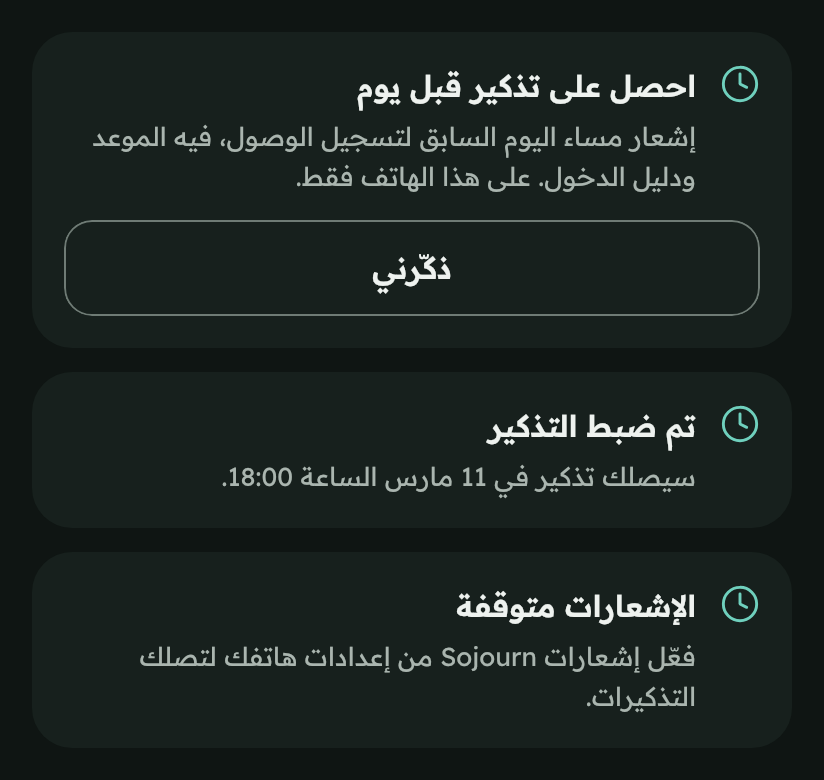 احصل على تذكير قبل يوم
إشعار مساء اليوم السابق لتسجيل الوصول، فيه الموعد
ودليل الدخول. على هذا الهاتف فقط.
ذكّرني
تم ضبط التذكير
سيصلك تذكير في 11 مارس الساعة 18:00.
الإشعارات متوقفة
فعّل إشعارات Sojourn من إعدادات هاتفك لتصلك
التذكيرات.